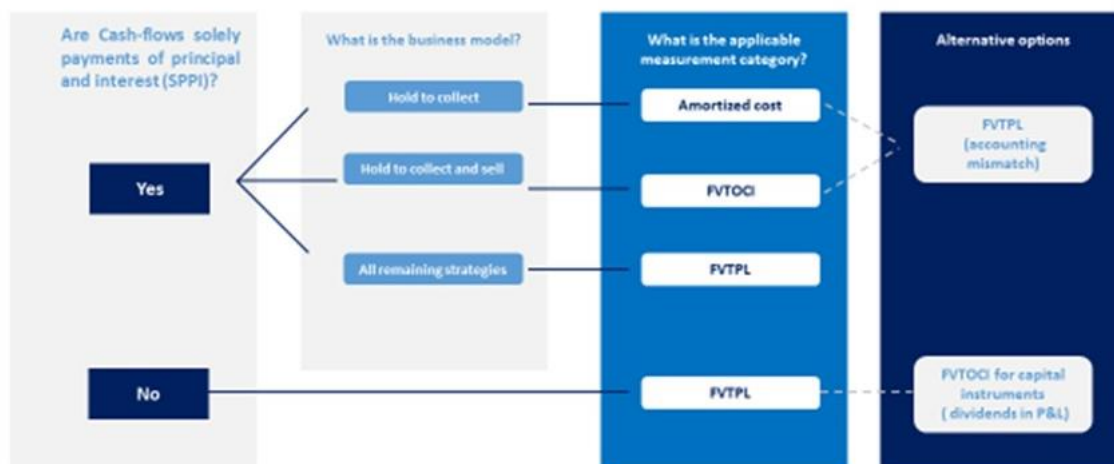 Are Cash-flows solely
payments of principal
and interest (SPPI)?
Yes
No
What is the business model?
Hold to collect
Hold to collect and sell
All remaining strategies
What is the applicable
measurement category?
Amortized cost
FVTOCI
FVTPL
FVTPL
Alternative options
FVTPL
(accounting
mismatch)
FVTOCI for capital
instruments
( dividends in P&L)